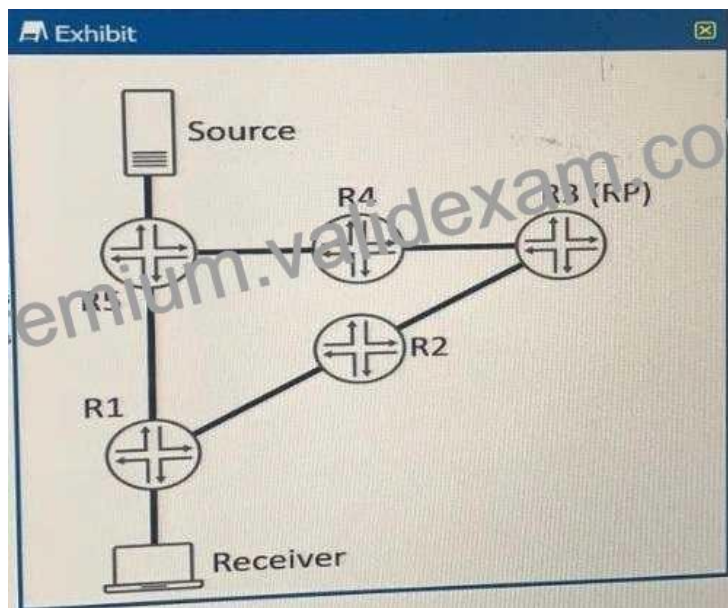 Exhibit
Source
R4
R3 (RP)
R5
R2
R1
Receiver
emium.validexam.co